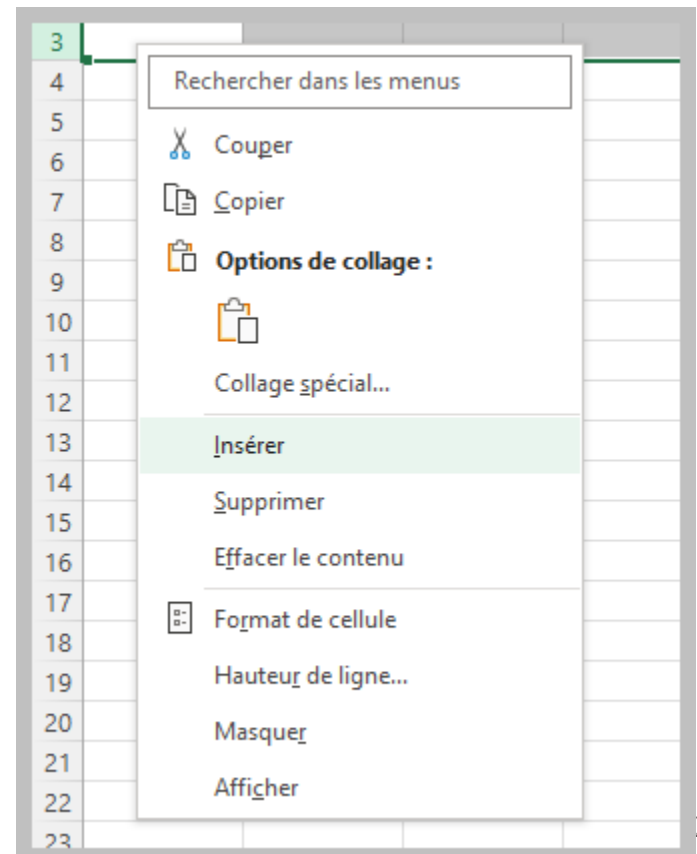 3
Rechercher dans les menus
4
5
Couper
6
7
Copier
8
Options de collage :
9
10
11
Collage spécial...
12
13
Insérer
14
Supprimer
15
16
Effacer le contenu
17
Format de cellule
18
19
Hauteur de ligne...
20
Masquer
21
Afficher
22
23